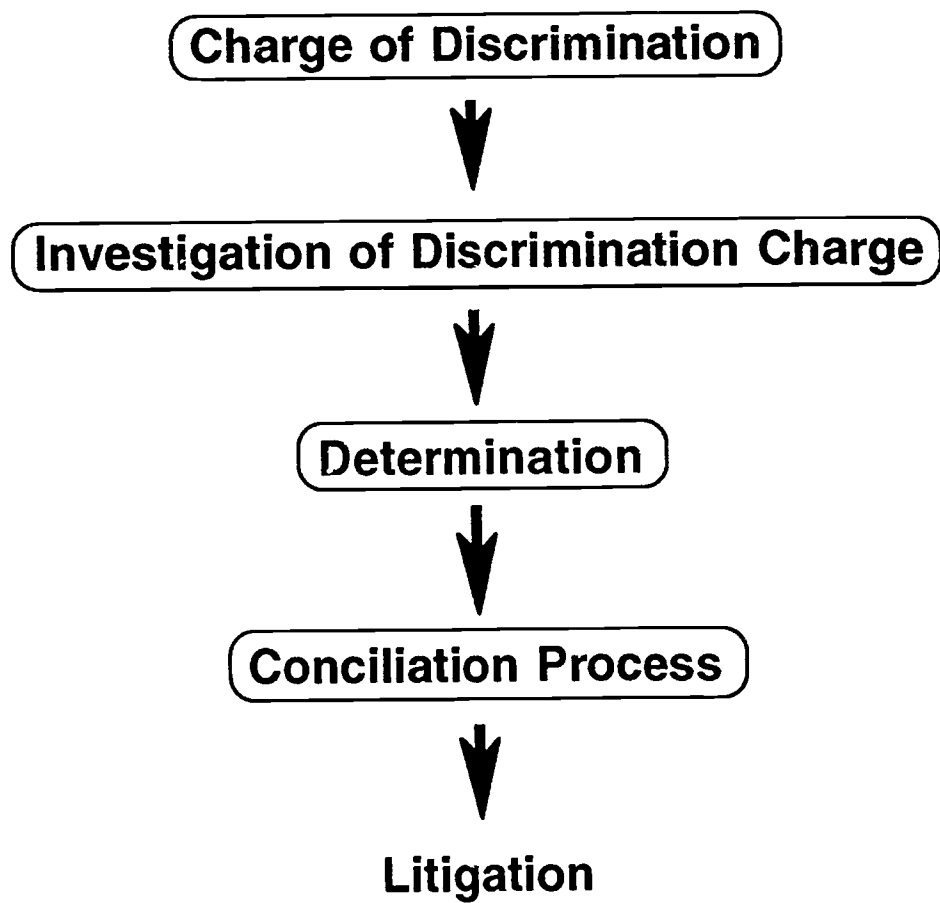 Charge of Discrimination
Investigation of Discrimination Charge
Determination
Conciliation Process
Litigation